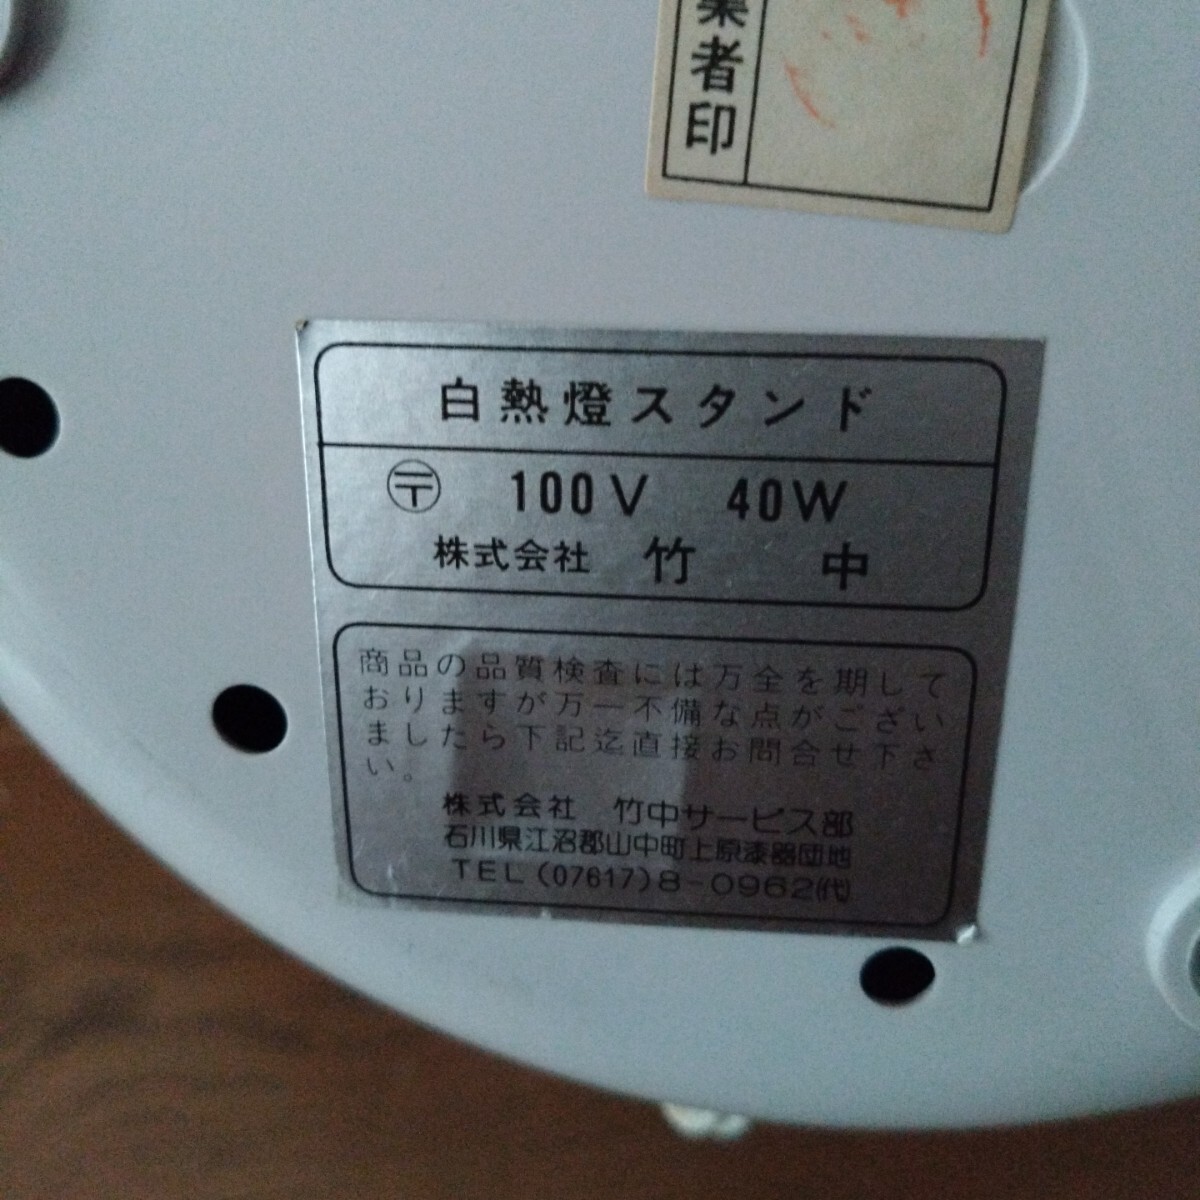 業者印
白熱燈スタンド
〒 100V 40W
株式会社 竹中
商品の品質検査には万全を期して
おりますが万一不備な点がござい
ましたら下記迄直接お問合せ下さ
い。
株式会社 竹中サービス部
石川県江沼郡山中町上原漆器団地
TEL(07617)8-0962(代)